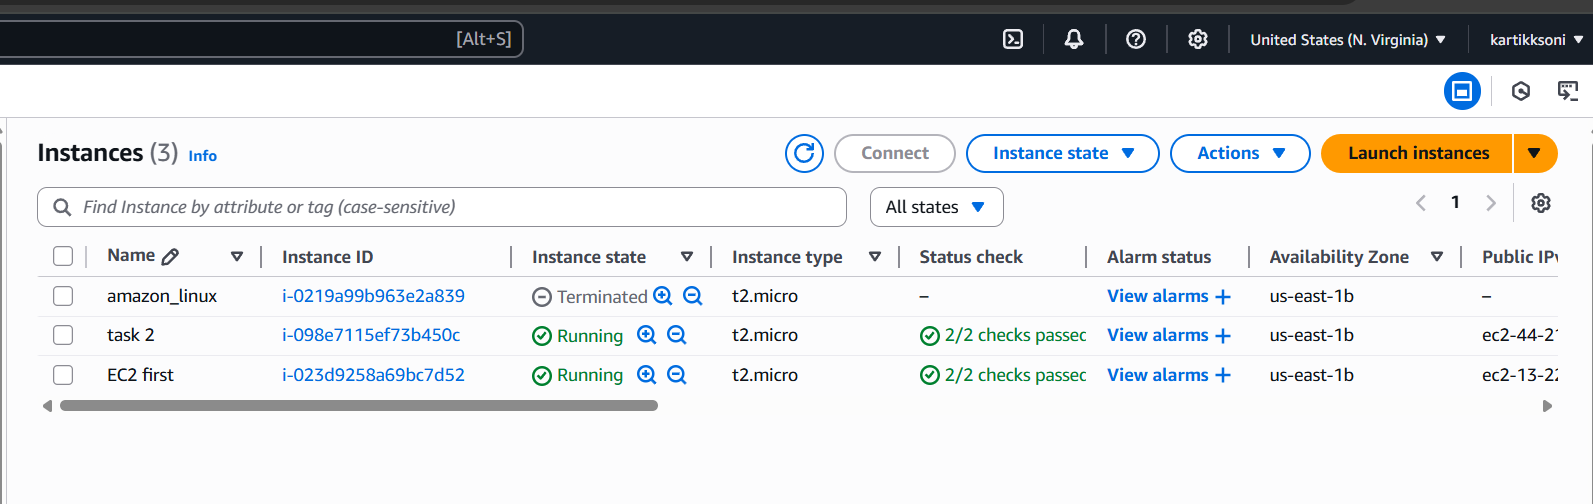 [Alt+S] United States (N. Virginia) kartikksoni
Instances (3) Info Connect Instance state Actions Launch instances
Find Instance by attribute or tag (case-sensitive) All states 1
Name Instance ID Instance state Instance type Status check Alarm status Availability Zone Public IPv
amazon_linux i-0219a99b963e2a839 Terminated t2.micro – View alarms + us-east-1b –
task 2 i-098e7115ef73b450c Running t2.micro 2/2 checks passed View alarms + us-east-1b ec2-44-21
EC2 first i-023d9258a69bc7d52 Running t2.micro 2/2 checks passed View alarms + us-east-1b ec2-13-22